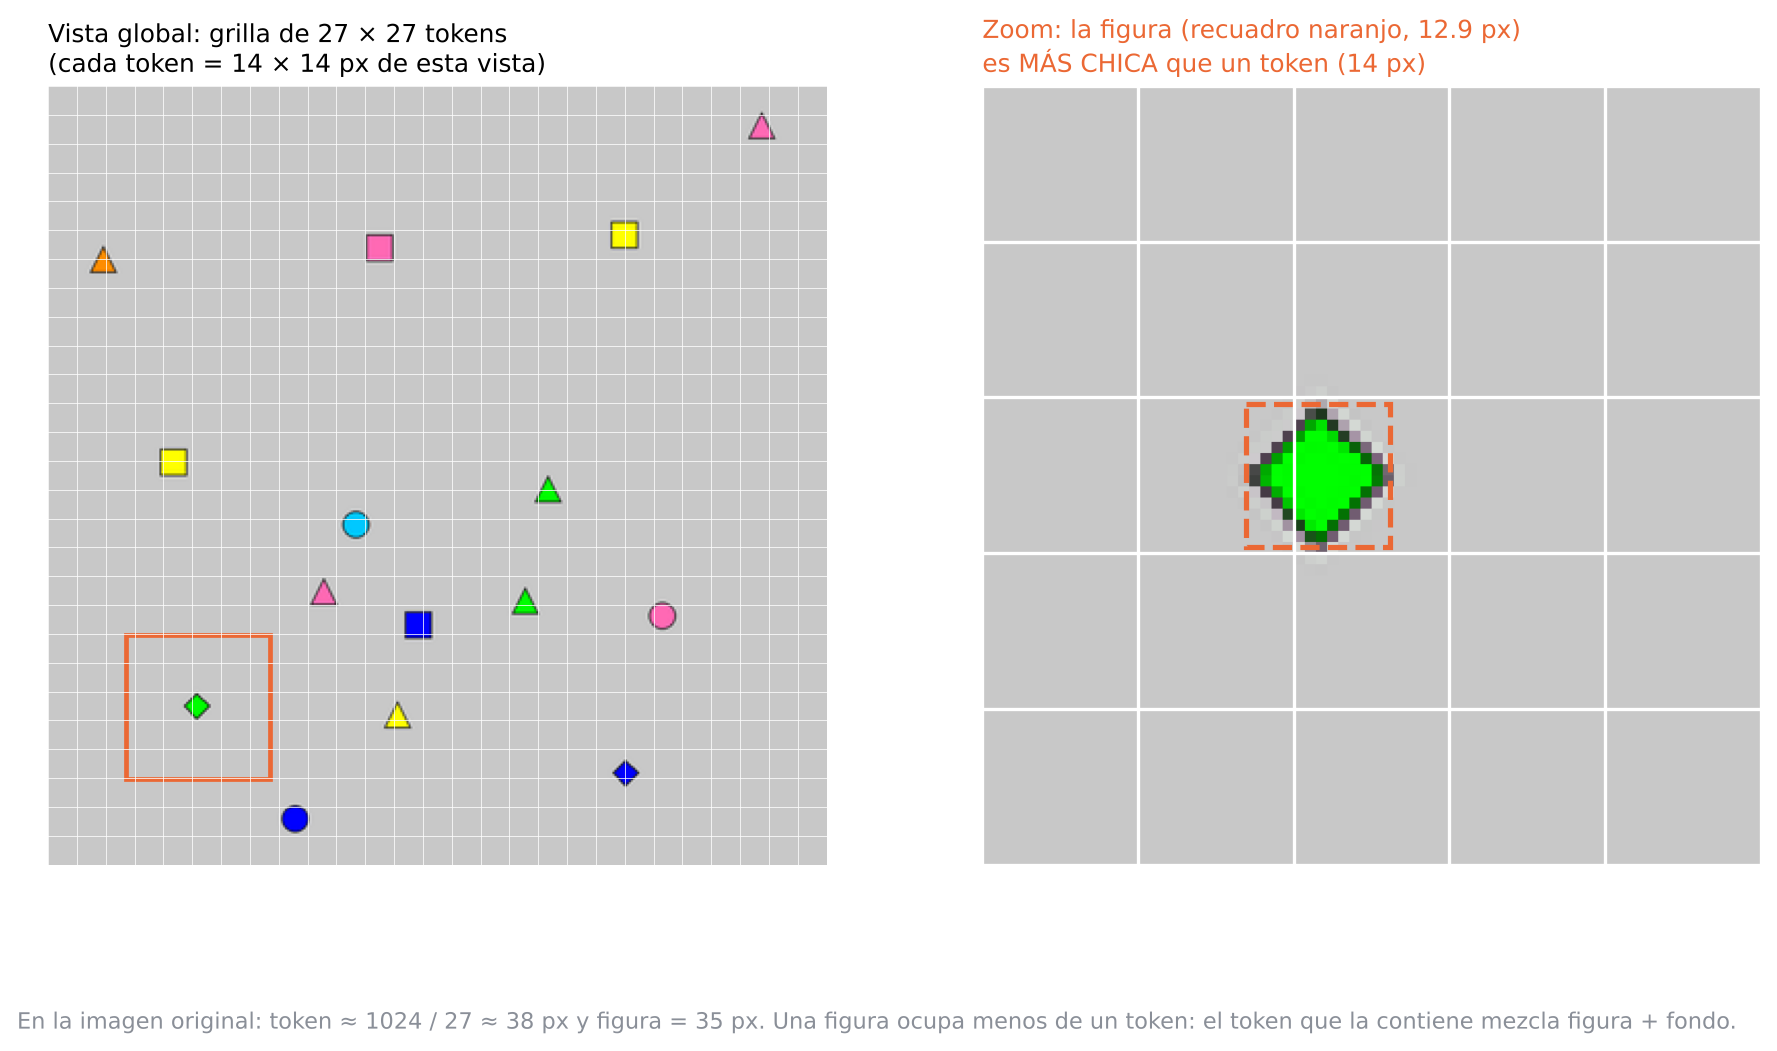 Vista global: grilla de 27 × 27 tokens
(cada token = 14 × 14 px de esta vista)
Zoom: la figura (recuadro naranjo, 12.9 px)
es MÁS CHICA que un token (14 px)
En la imagen original: token ≈ 1024 / 27 ≈ 38 px y figura = 35 px. Una figura ocupa menos de un token: el token que la contiene mezcla figura + fondo.